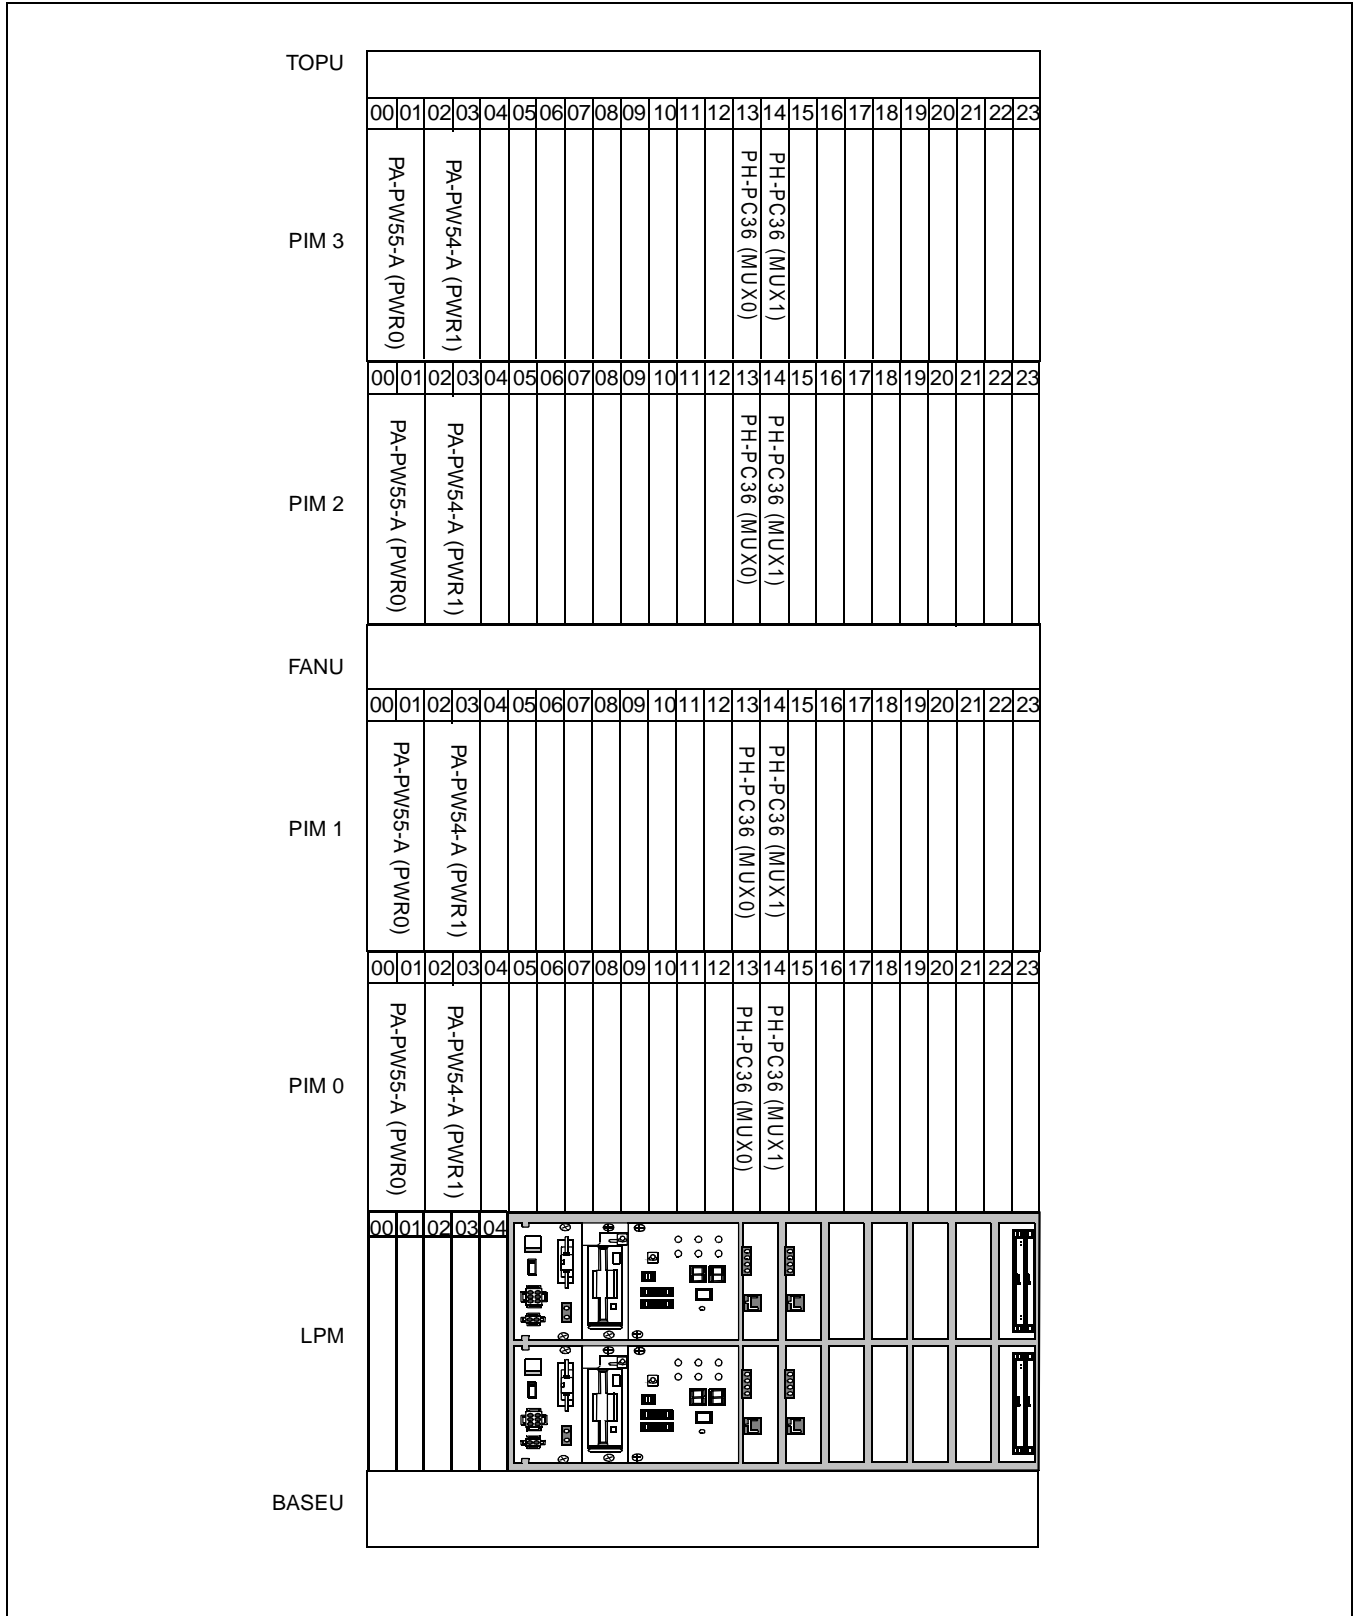 TOPU
00 01 02 03 04 05 06 07 08 09 10 11 12 13 14 15 16 17 18 19 20 21 22 23
PIM 3
PA-PW55-A (PWR0)
PA-PW54-A (PWR1)
PH-PC36 (MUX0)
PH-PC36 (MUX1)
00 01 02 03 04 05 06 07 08 09 10 11 12 13 14 15 16 17 18 19 20 21 22 23
PIM 2
PA-PW55-A (PWR0)
PA-PW54-A (PWR1)
PH-PC36 (MUX0)
PH-PC36 (MUX1)
FANU
00 01 02 03 04 05 06 07 08 09 10 11 12 13 14 15 16 17 18 19 20 21 22 23
PIM 1
PA-PW55-A (PWR0)
PA-PW54-A (PWR1)
PH-PC36 (MUX0)
PH-PC36 (MUX1)
00 01 02 03 04 05 06 07 08 09 10 11 12 13 14 15 16 17 18 19 20 21 22 23
PIM 0
PA-PW55-A (PWR0)
PA-PW54-A (PWR1)
PH-PC36 (MUX0)
PH-PC36 (MUX1)
00 01 02 03 04
LPM
BASEU